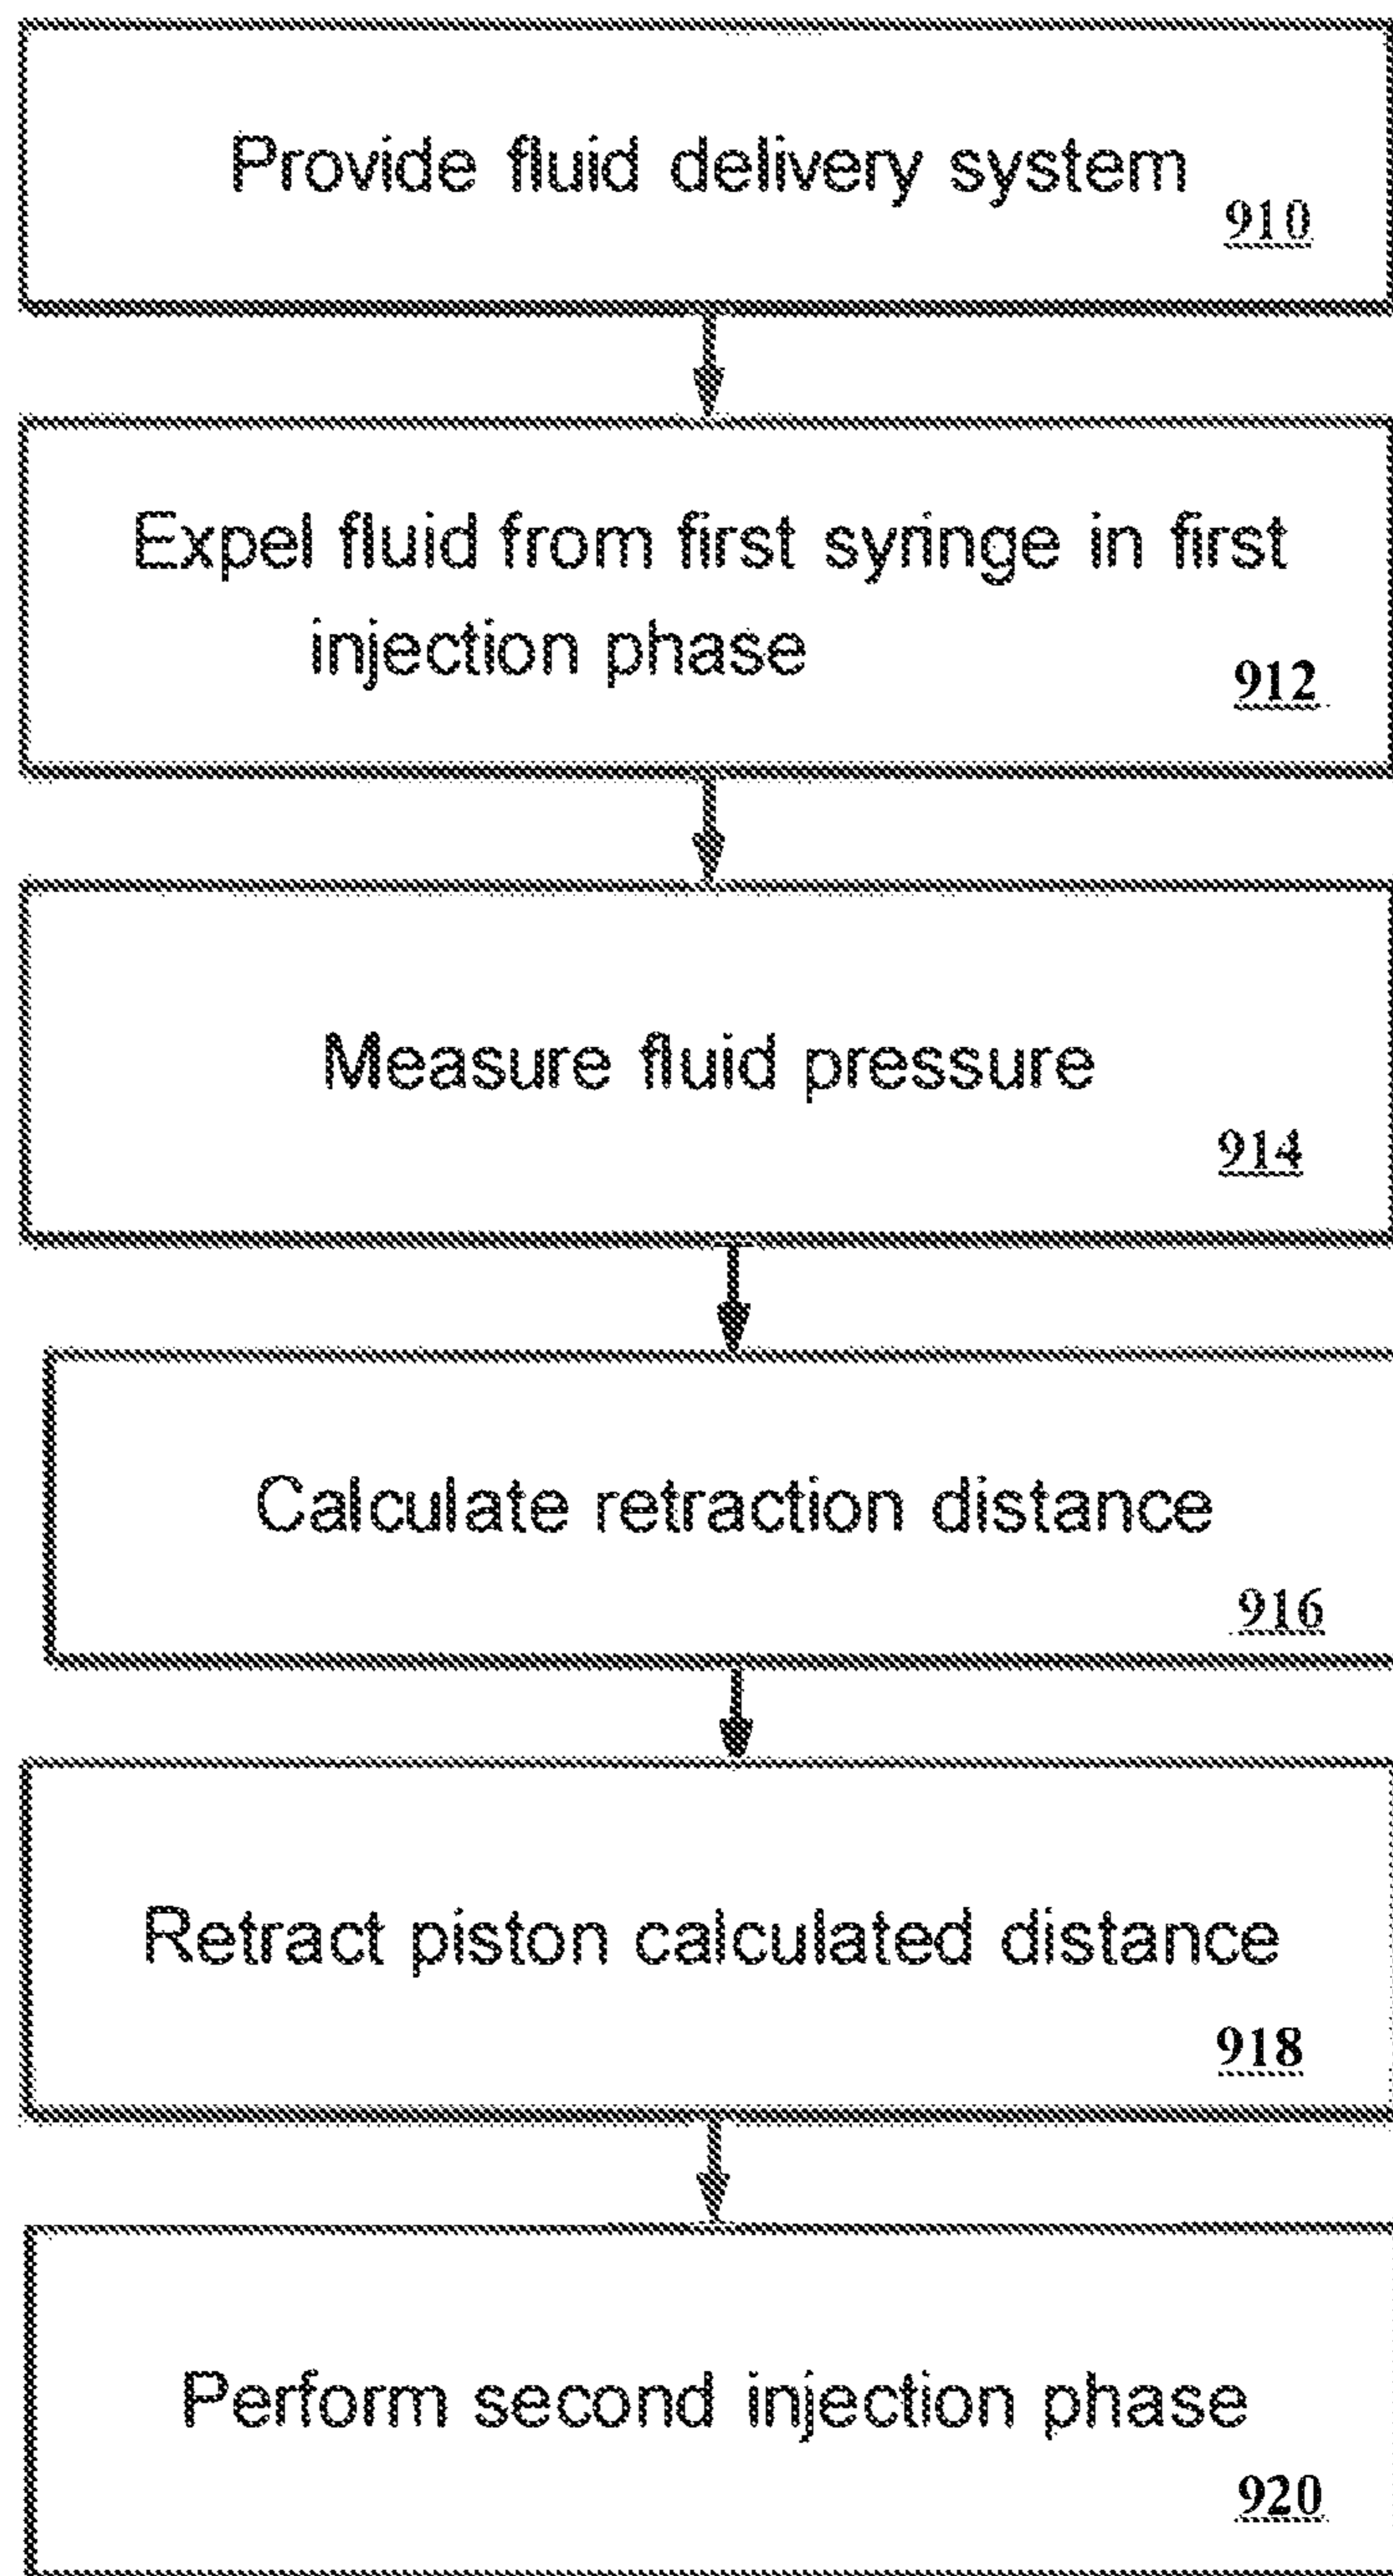 Provide fluid delivery system
910
Expel fluid from first syringe in first
injection phase
912
Measure fluid pressure
914
Calculate retraction distance
916
Retract piston calculated distance
918
Perform second injection phase
920